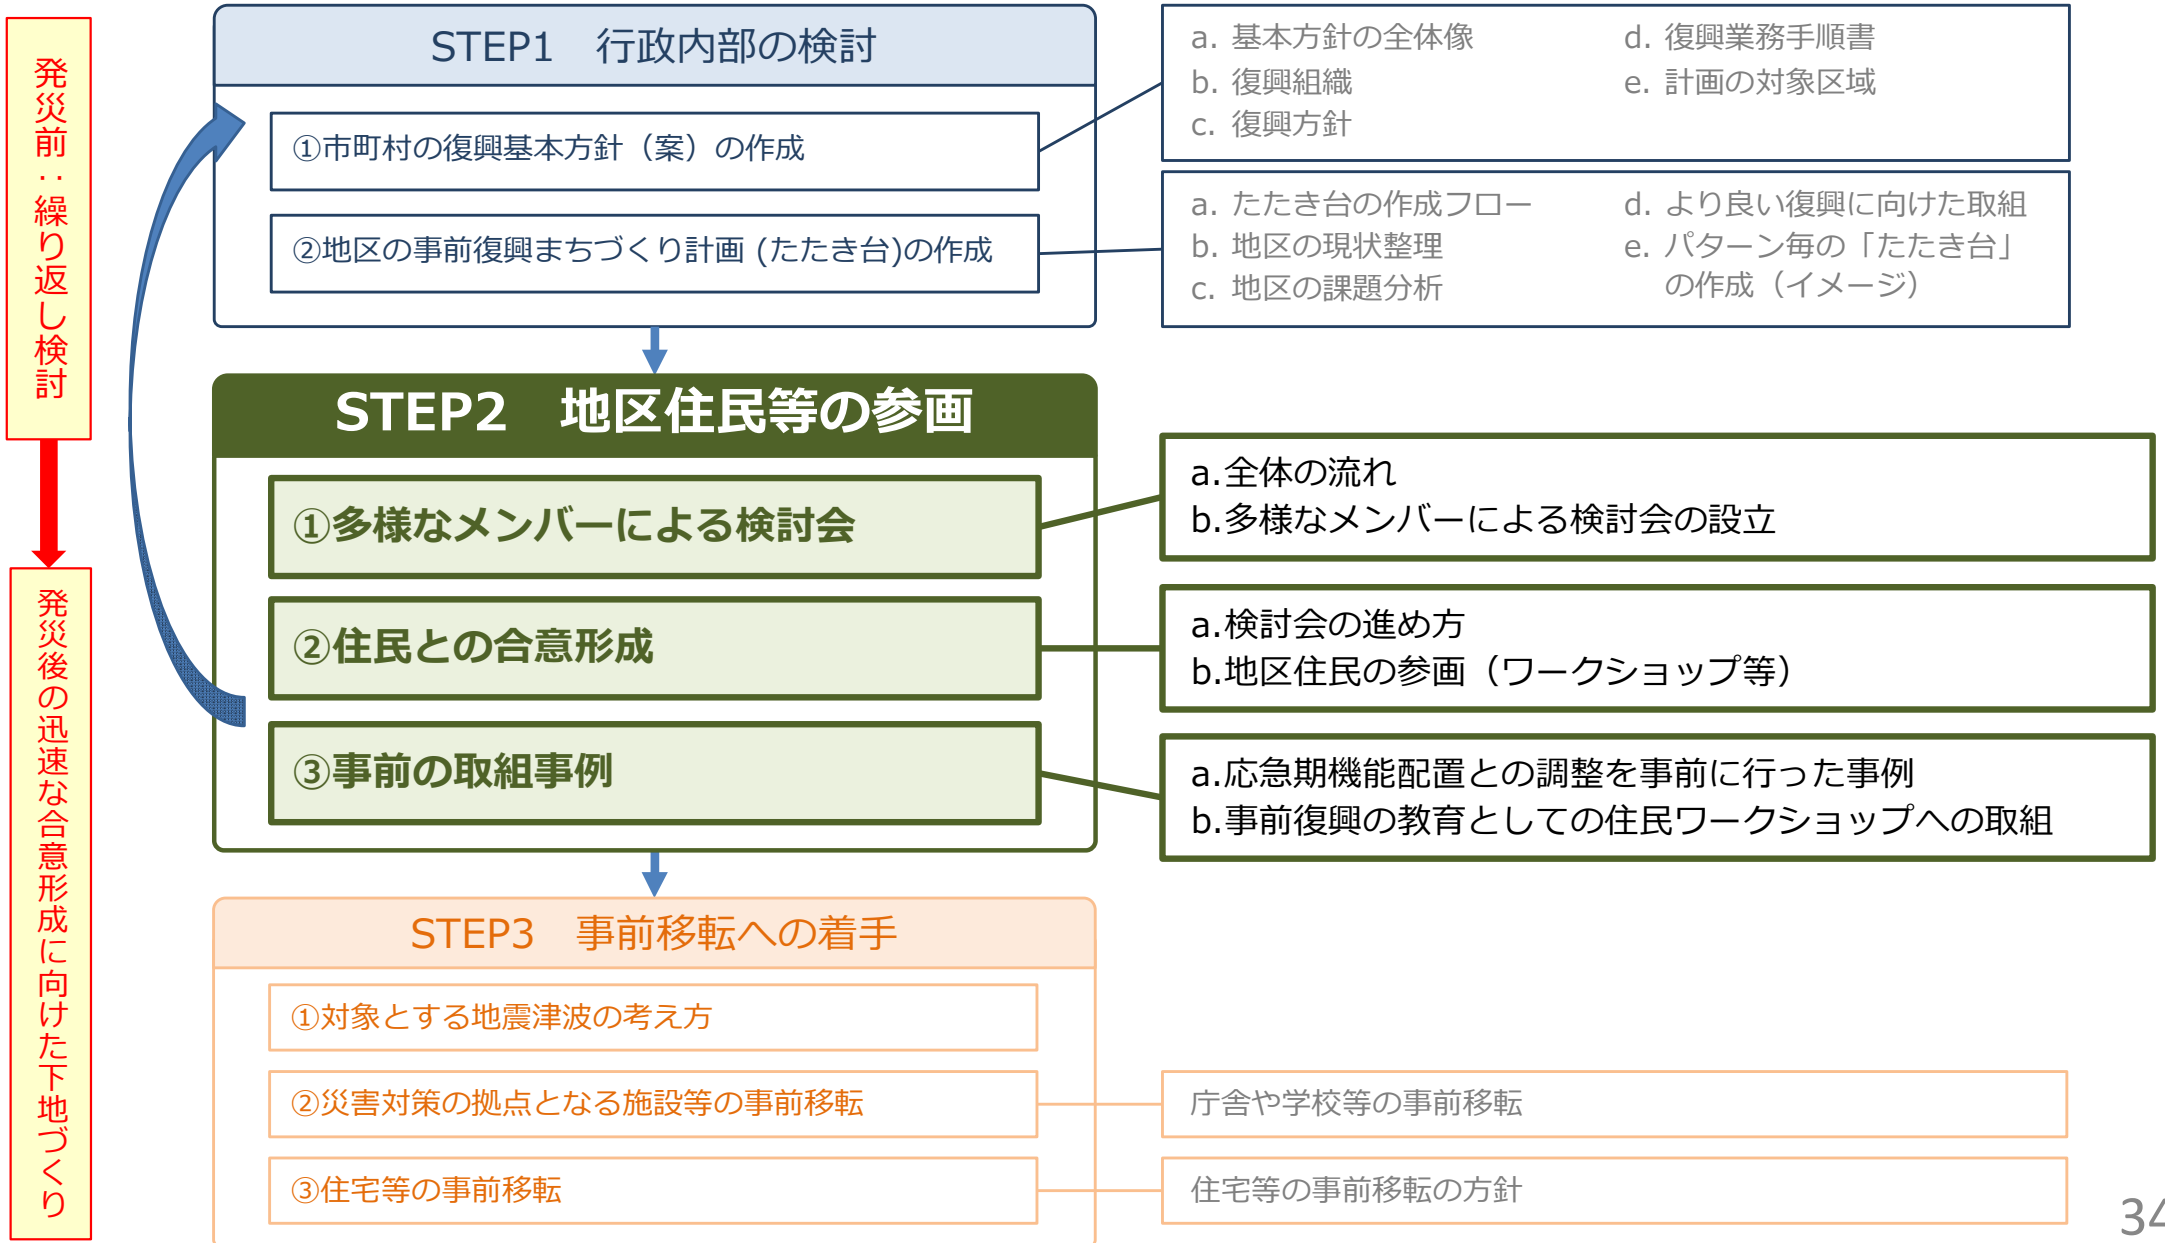 発災前：繰り返し検討
発災後の迅速な合意形成に向けた下地づくり
STEP1　行政内部の検討
①市町村の復興基本方針（案）の作成
a. 基本方針の全体像
b. 復興組織
c. 復興方針
d. 復興業務手順書
e. 計画の対象区域
②地区の事前復興まちづくり計画 (たたき台)の作成
a. たたき台の作成フロー
b. 地区の現状整理
c. 地区の課題分析
d. より良い復興に向けた取組
e. パターン毎の「たたき台」
の作成（イメージ）
STEP2　地区住民等の参画
①多様なメンバーによる検討会
a.全体の流れ
b.多様なメンバーによる検討会の設立
②住民との合意形成
a.検討会の進め方
b.地区住民の参画（ワークショップ等）
③事前の取組事例
a.応急期機能配置との調整を事前に行った事例
b.事前復興の教育としての住民ワークショップへの取組
STEP3　事前移転への着手
①対象とする地震津波の考え方
②災害対策の拠点となる施設等の事前移転
庁舎や学校等の事前移転
③住宅等の事前移転
住宅等の事前移転の方針
34